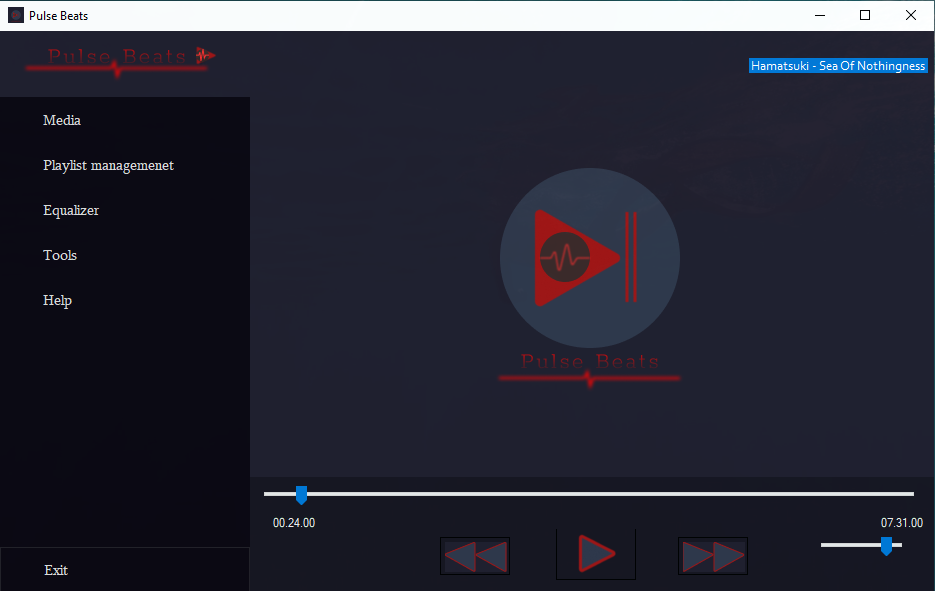 Pulse Beats
Pulse Beats
Hamatsuki - Sea Of Nothingness
Media
Playlist managemenet
Equalizer
Tools
Help
Pulse Beats
00.24.00
07.31.00
Exit